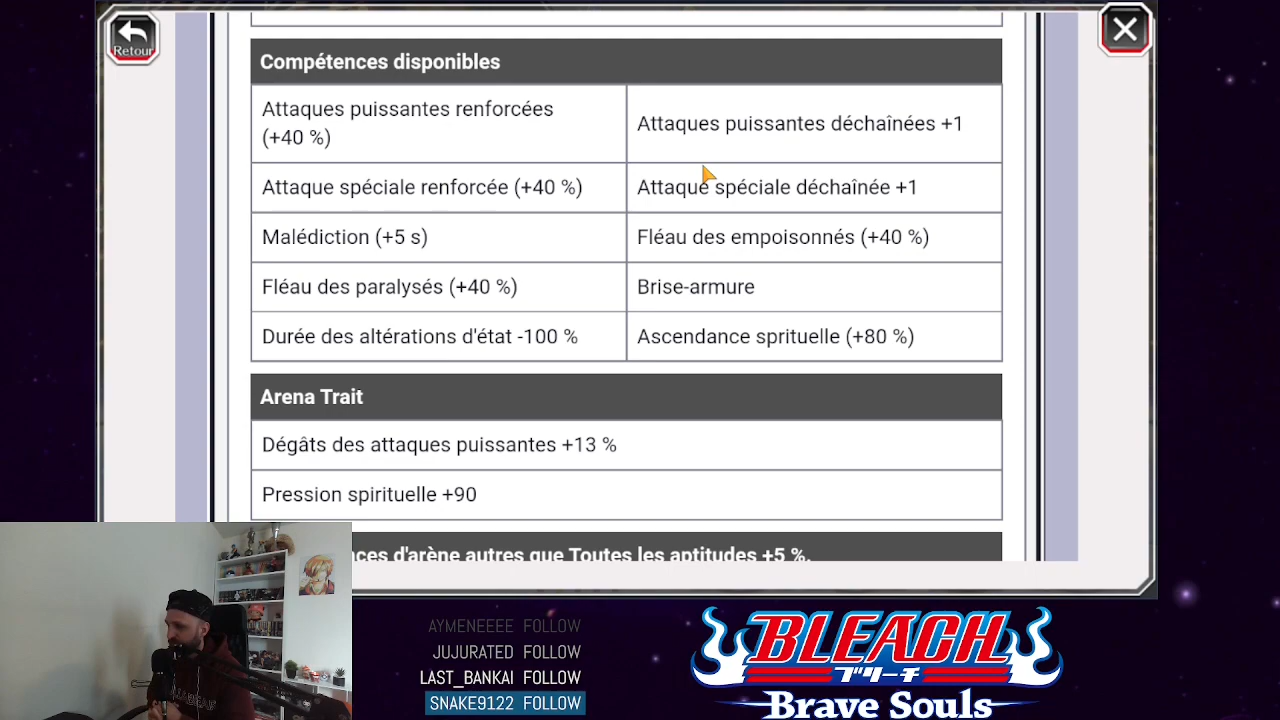 Retour
Compétences disponibles
Attaques puissantes renforcées
(+40 %)
Attaques puissantes déchaînées +1
Attaque spéciale renforcée (+40 %)
Attaque spéciale déchaînée +1
Malédiction (+5 s)
Fléau des empoisonnés (+40 %)
Fléau des paralysés (+40 %)
Brise-armure
Durée des altérations d'état -100 %
Ascendance sprituelle (+80 %)
Arena Trait
Dégâts des attaques puissantes +13 %
Pression spirituelle +90
d'arène autres que Toutes les aptitudes +5 %.
AYMENEEEE FOLLOW
JUJURATED FOLLOW
LAST_BANKAI FOLLOW
SNAKE9122 FOLLOW
BLEACH
ブリーチ
Brave Souls